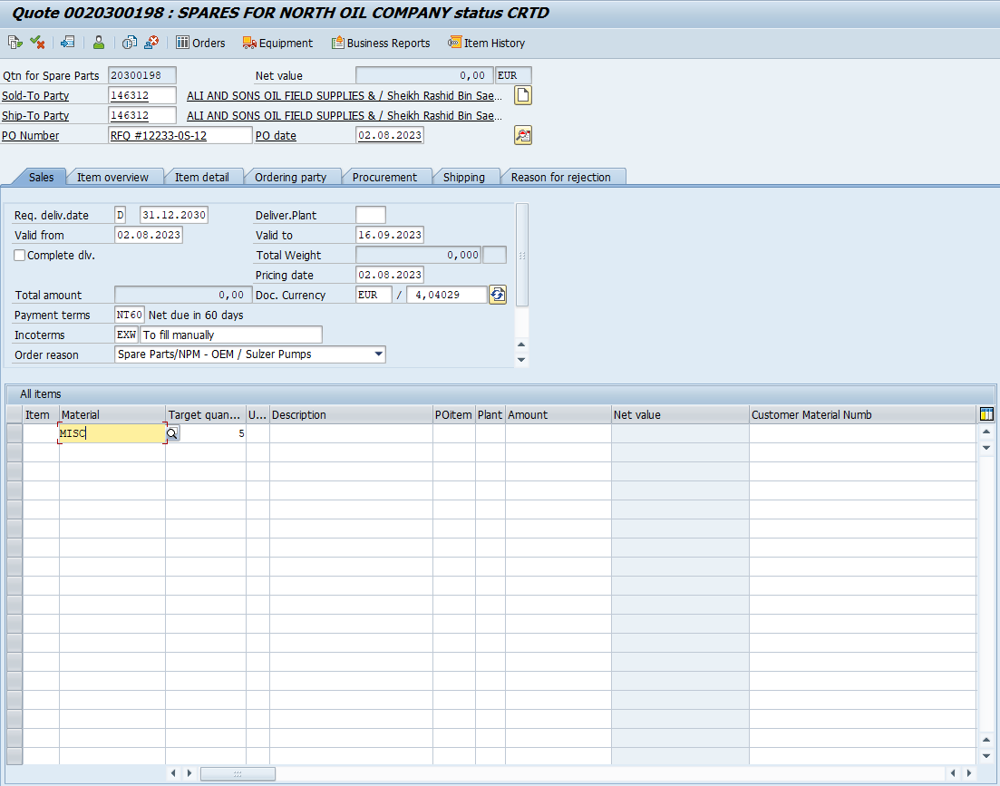 Quote 0020300198 : SPARES FOR NORTH OIL COMPANY status CRTD
Orders Equipment Business Reports Item History
Qtn for Spare Parts 20300198 Net value 0,00 EUR
Sold-To Party 146312 ALI AND SONS OIL FIELD SUPPLIES & / Sheikh Rashid Bin Sae...
Ship-To Party 146312 ALI AND SONS OIL FIELD SUPPLIES & / Sheikh Rashid Bin Sae...
PO Number RFQ #12233-0S-12 PO date 02.08.2023
Sales Item overview Item detail Ordering party Procurement Shipping Reason for rejection
Req. deliv.date D 31.12.2030 Deliver.Plant
Valid from 02.08.2023 Valid to 16.09.2023
Complete dlv. Total Weight 0,000
Pricing date 02.08.2023
Total amount 0,00 Doc. Currency EUR / 4,04029
Payment terms NT60 Net due in 60 days
Incoterms EXW To fill manually
Order reason Spare Parts/NPM - OEM / Sulzer Pumps
All items
Item Material Target quan... U... Description POitem Plant Amount Net value Customer Material Numb
MISC 5